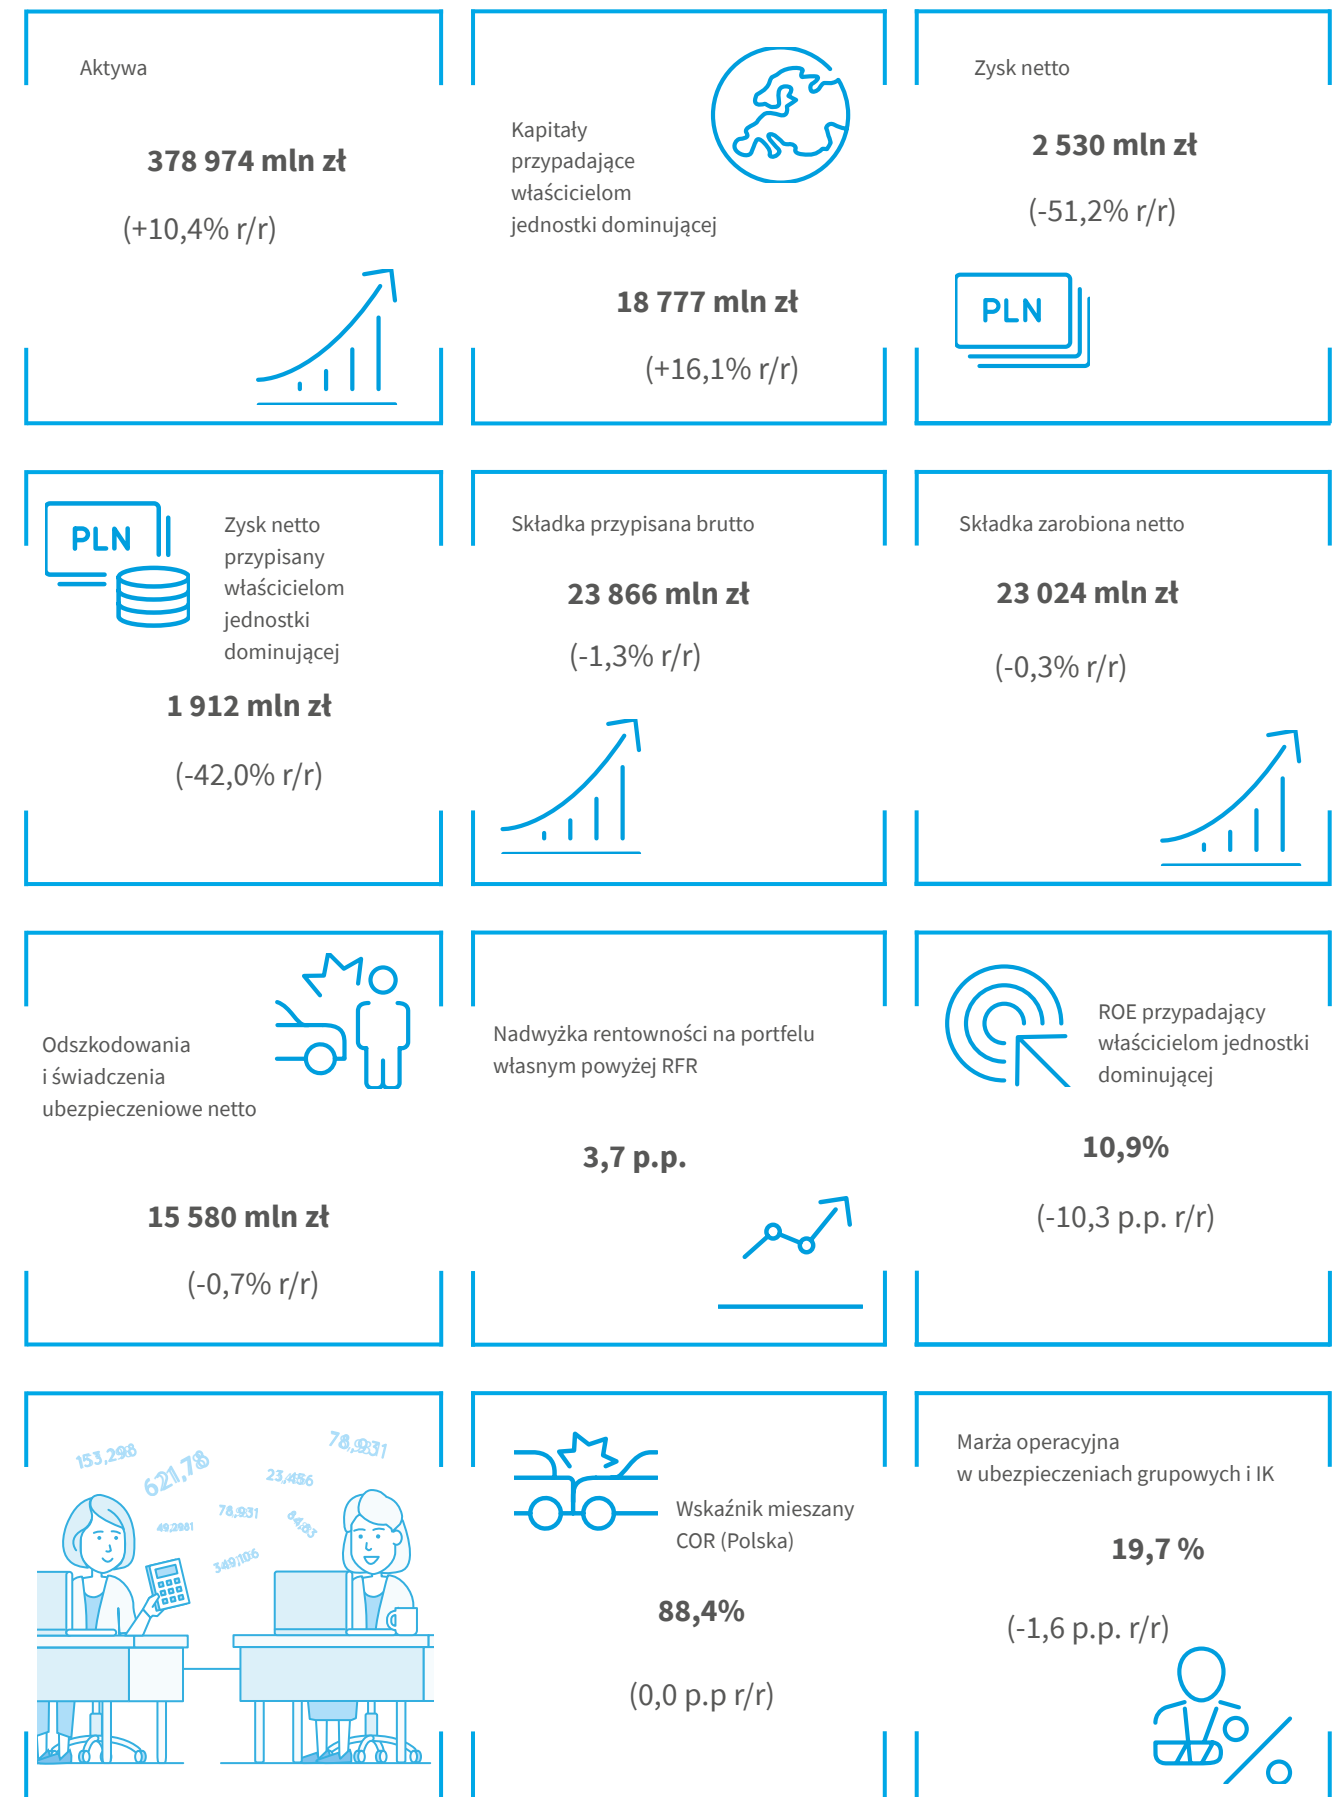 Aktywa
378 974 mln zł
(+10,4% r/r)
Kapitały
przypadające
właścicielom
jednostki dominującej
18 777 mln zł
(+16,1% r/r)
Zysk netto
2 530 mln zł
(-51,2% r/r)
PLN
PLN
Zysk netto
przypisany
właścicielom
jednostki
dominującej
1 912 mln zł
(-42,0% r/r)
Składka przypisana brutto
23 866 mln zł
(-1,3% r/r)
Składka zarobiona netto
23 024 mln zł
(-0,3% r/r)
Odszkodowania
i świadczenia
ubezpieczeniowe netto
15 580 mln zł
(-0,7% r/r)
Nadwyżka rentowności na portfelu
własnym powyżej RFR
3,7 p.p.
ROE przypadający
właścicielom jednostki
dominującej
10,9%
(-10,3 p.p. r/r)
153,298
621,78
78,931
23,456
78,931
49,2981
84,83
349,106
Wskaźnik mieszany
COR (Polska)
88,4%
(0,0 p.p r/r)
Marża operacyjna
w ubezpieczeniach grupowych i IK
19,7 %
(-1,6 p.p. r/r)